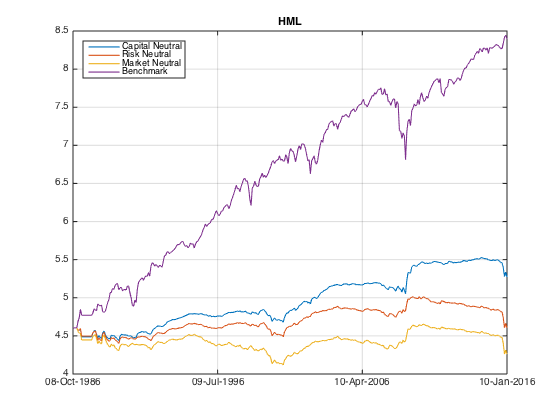 HML
8.5
8
7.5
7
6.5
6
5.5
5
4.5
4
Capital Neutral
Risk Neutral
Market Neutral
Benchmark
08-Oct-1986 09-Jul-1996 10-Apr-2006 10-Jan-2016